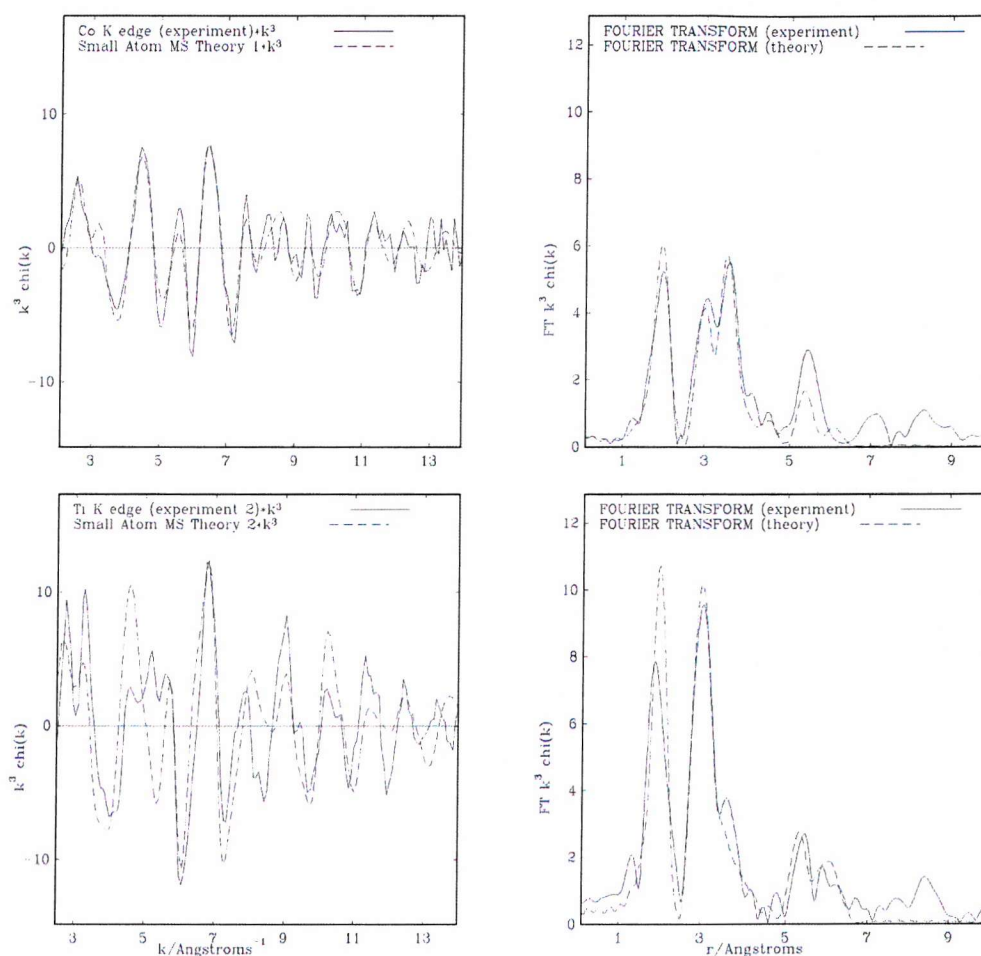 Co K edge (experiment)*k³
Small Atom MS Theory 1*k³
10
0
-10
k³ chi(k)
3 5 7 9 11 13
FOURIER TRANSFORM (experiment)
FOURIER TRANSFORM (theory)
12
10
8
6
4
2
0
FT k³ chi(k)
1 3 5 7 9
Ti K edge (experiment 2)*k³
Small Atom MS Theory 2*k³
10
0
-10
k³ chi(k)
3 5 7 9 11 13
k/Angstroms⁻¹
FOURIER TRANSFORM (experiment)
FOURIER TRANSFORM (theory)
12
10
8
6
4
2
0
FT k³ chi(k)
1 3 5 7 9
r/Angstroms